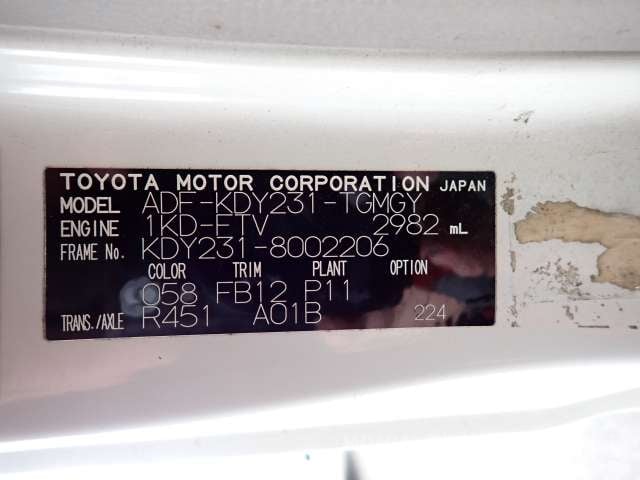 TOYOTA MOTOR CORPORATION JAPAN
MODEL ADF-KDY231-TGMGY
ENGINE 1KD-FTV 2982 mL
FRAME No. KDY231-8002206
COLOR TRIM PLANT OPTION
058 FB12 P11
TRANS./AXLE R451 A01B 224